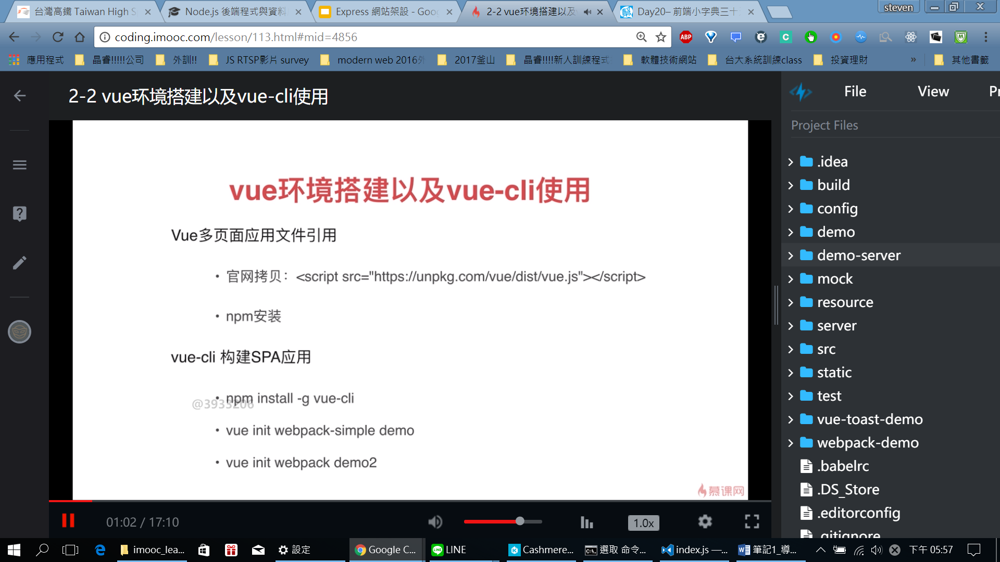 台灣高鐵 Taiwan High S
Node.js 後端程式與資料
Express 網站架設 - Goog
2-2 vue环境搭建以及v
Day20– 前端小字典三十
steven
coding.imooc.com/lesson/113.html#mid=4856
ABP
應用程式
晶睿!!!!!公司
外訓!!
JS RTSP影片 survey
modern web 2016外
2017釜山
晶睿!!!!新人訓練程式
軟體技術網站
台大系統訓練class
投資理財
»
其他書籤
2-2 vue环境搭建以及vue-cli使用
File
View
Pr
Project Files
vue环境搭建以及vue-cli使用
Vue多页面应用文件引用
• 官网拷贝：<script src="https://unpkg.com/vue/dist/vue.js"></script>
• npm安装
vue-cli 构建SPA应用
• npm install -g vue-cli
@3933206
• vue init webpack-simple demo
• vue init webpack demo2
慕课网
.idea
build
config
demo
demo-server
mock
resource
server
src
static
test
vue-toast-demo
webpack-demo
.babelrc
.DS_Store
.editorconfig
.gitignore
01:02 / 17:10
1.0x
imooc_lea...
設定
Google C...
LINE
Cashmere...
選取 命令...
index.js —...
筆記1_導...
下午 05:57